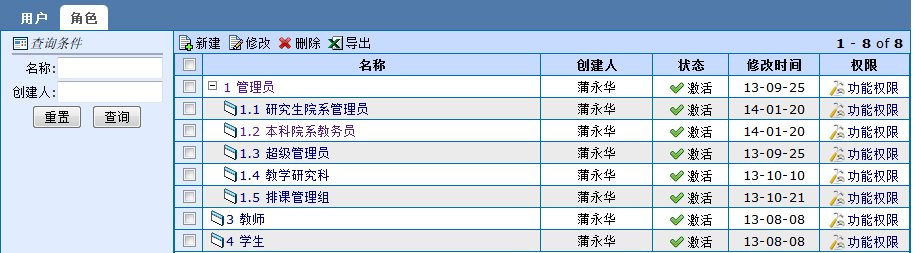 用户 角色
查询条件
名称:
创建人:
重置 查询
新建 修改 删除 导出 1 - 8 of 8
名称 创建人 状态 修改时间 权限
1 管理员 蒲永华 激活 13-09-25 功能权限
1.1 研究生院系管理员 蒲永华 激活 14-01-20 功能权限
1.2 本科院系教务员 蒲永华 激活 14-01-20 功能权限
1.3 超级管理员 蒲永华 激活 13-09-25 功能权限
1.4 教学研究科 蒲永华 激活 13-10-10 功能权限
1.5 排课管理组 蒲永华 激活 13-10-21 功能权限
3 教师 蒲永华 激活 13-08-08 功能权限
4 学生 蒲永华 激活 13-08-08 功能权限